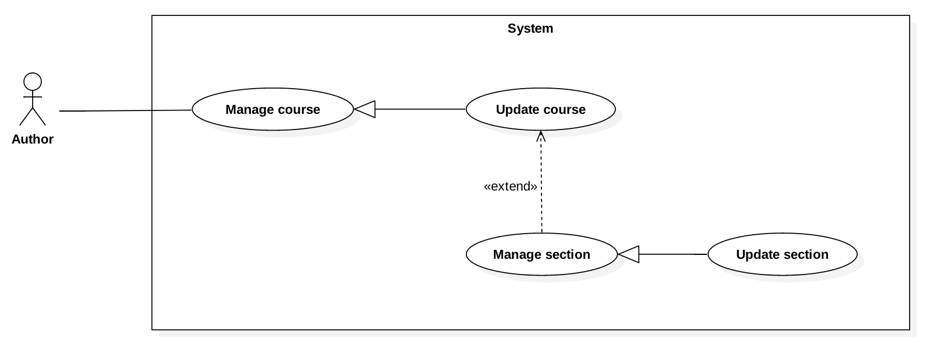 System
Manage course
Update course
Author
«extend»
Manage section
Update section